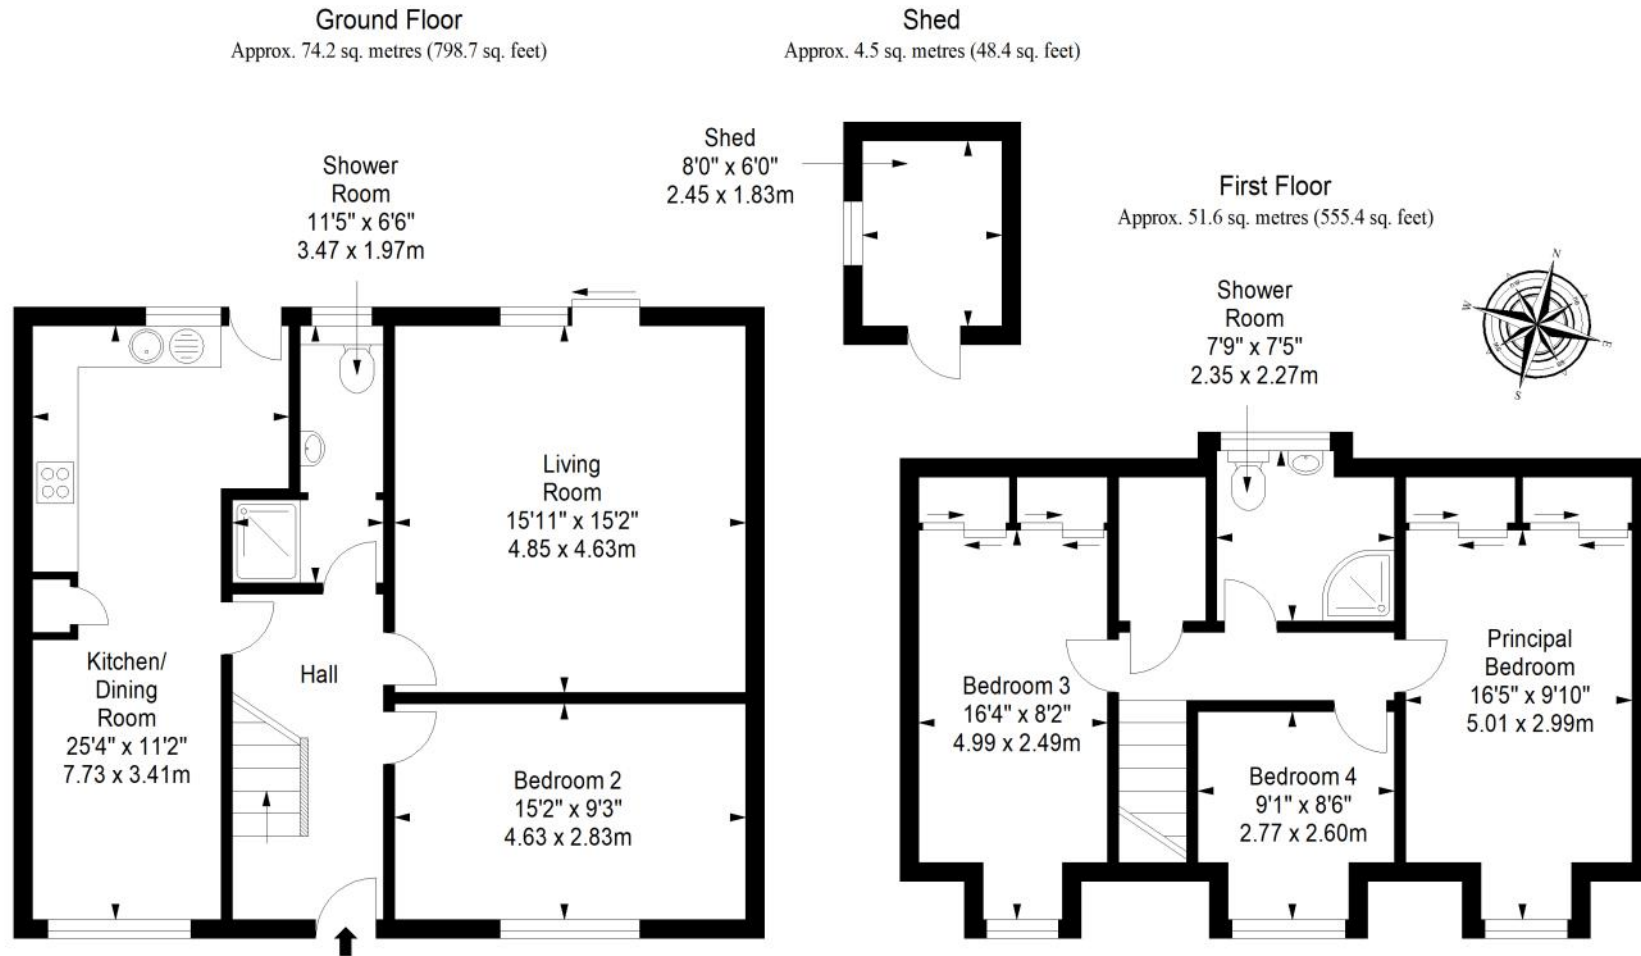 Ground Floor
Approx. 74.2 sq. metres (798.7 sq. feet)
Shed
Approx. 4.5 sq. metres (48.4 sq. feet)
Shower
Room
11'5" x 6'6"
3.47 x 1.97m
Shed
8'0" x 6'0"
2.45 x 1.83m
First Floor
Approx. 51.6 sq. metres (555.4 sq. feet)
Shower
Room
7'9" x 7'5"
2.35 x 2.27m
N
W
E
S
Living
Room
15'11" x 15'2"
4.85 x 4.63m
Kitchen/
Dining
Room
25'4" x 11'2"
7.73 x 3.41m
Hall
Bedroom 2
15'2" x 9'3"
4.63 x 2.83m
Bedroom 3
16'4" x 8'2"
4.99 x 2.49m
Bedroom 4
9'1" x 8'6"
2.77 x 2.60m
Principal
Bedroom
16'5" x 9'10"
5.01 x 2.99m